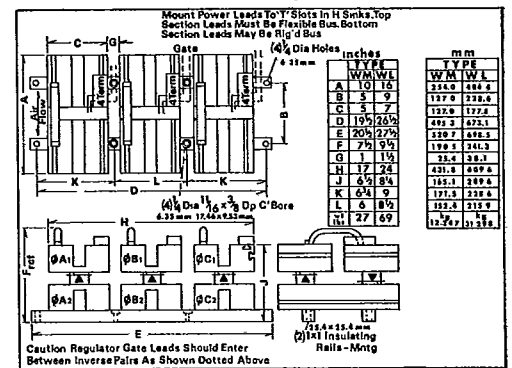 Mount Power Leads To 'T' Slots In H Sinks. Top
Section Leads Must Be Flexible Bus. Bottom
Section Leads May Be Rig'd Bus
C
G
Gate
(4) ¼ Dia Holes
6.35 mm
A
Air
Flow
4 Term
4 Term
4 Term
B
K
L
K
D
(4) ¼ Dia 11/16 x 3/8 Dp C'Bore
6.35 mm 17.46 x 9.53 mm
Inches
TYPE
WM WL
A 10 16
B 5 9
C 5 7
D 19½ 26½
E 20½ 27½
F 7½ 9½
G 1 1½
H 17 24
J 6½ 8¼
K 6¾ 9
L 6 8½
wt lbs 27 69
mm
TYPE
WM WL
254.0 406.4
127.0 228.6
127.0 177.8
495.3 673.1
520.7 698.5
190.5 241.3
25.4 38.1
431.8 609.6
165.1 209.6
171.5 228.6
152.4 215.9
kg kg
12.247 31.298
H
F
J
ØA1
ØB1
ØC1
ØA2
ØB2
ØC2
E
25.4 x 25.4 mm
(2) 1x1 Insulating
Rails - Mntg
Caution Regulator Gate Leads Should Enter
Between Inverse Pairs As Shown Dotted Above